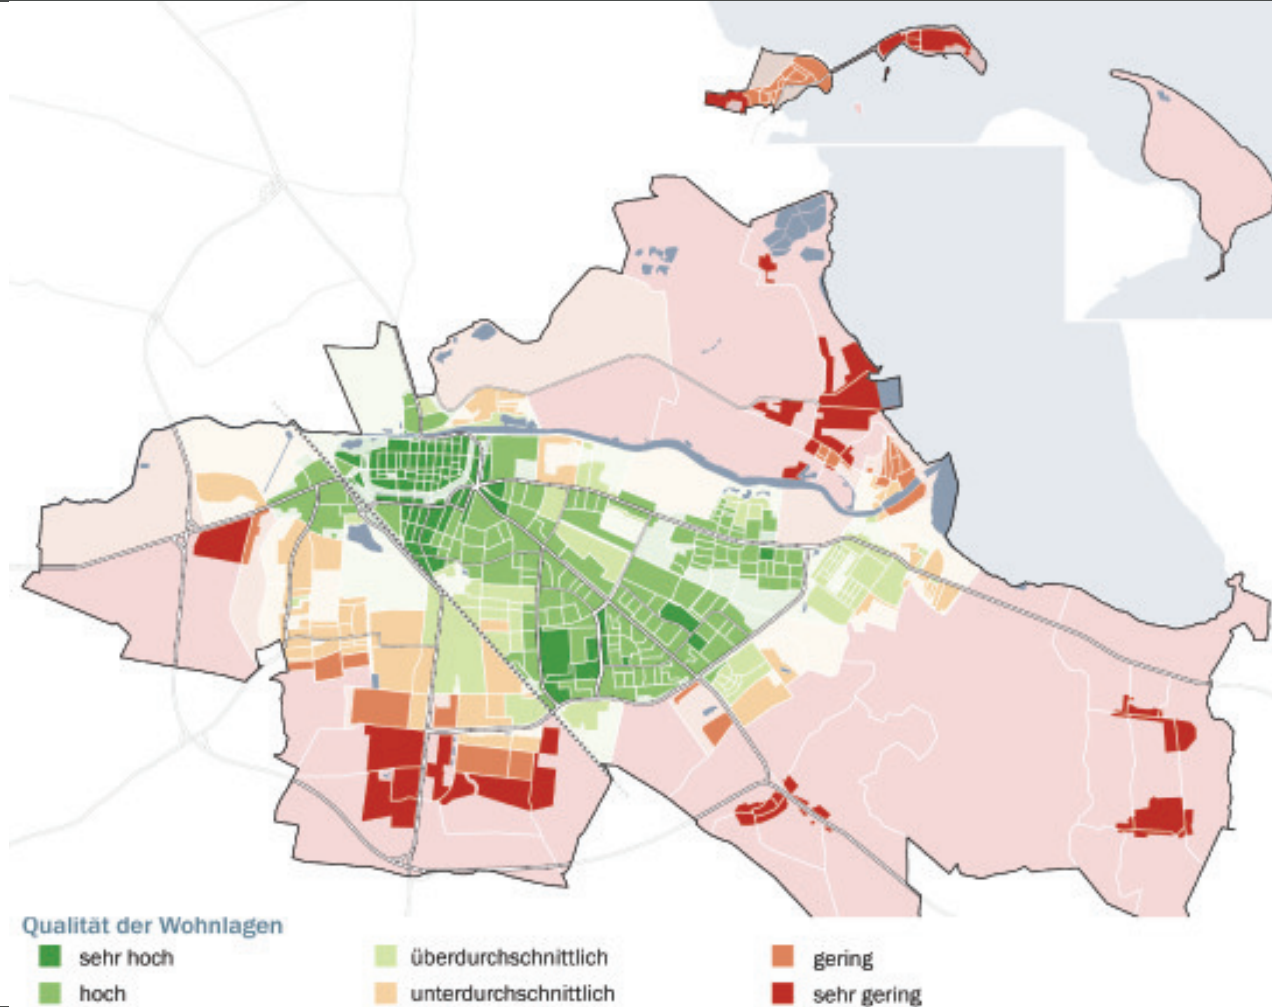 Qualität der Wohnlagen
sehr hoch
hoch
überdurchschnittlich
unterdurchschnittlich
gering
sehr gering